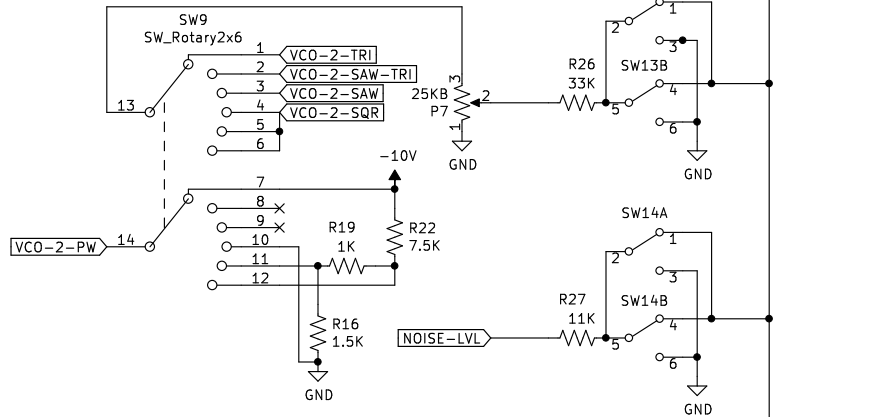 SW9
SW_Rotary2x6
1
VCO-2-TRI
2
VCO-2-SAW-TRI
3
VCO-2-SAW
4
VCO-2-SQR
5
6
13
25KB
P7
3
2
1
GND
R26
33K
2
1
3
SW13B
5
4
6
GND
-10V
7
8
9
10
11
12
14
VCO-2-PW
R19
1K
R22
7.5K
R16
1.5K
GND
SW14A
2
1
3
R27
11K
SW14B
NOISE-LVL
5
4
6
GND